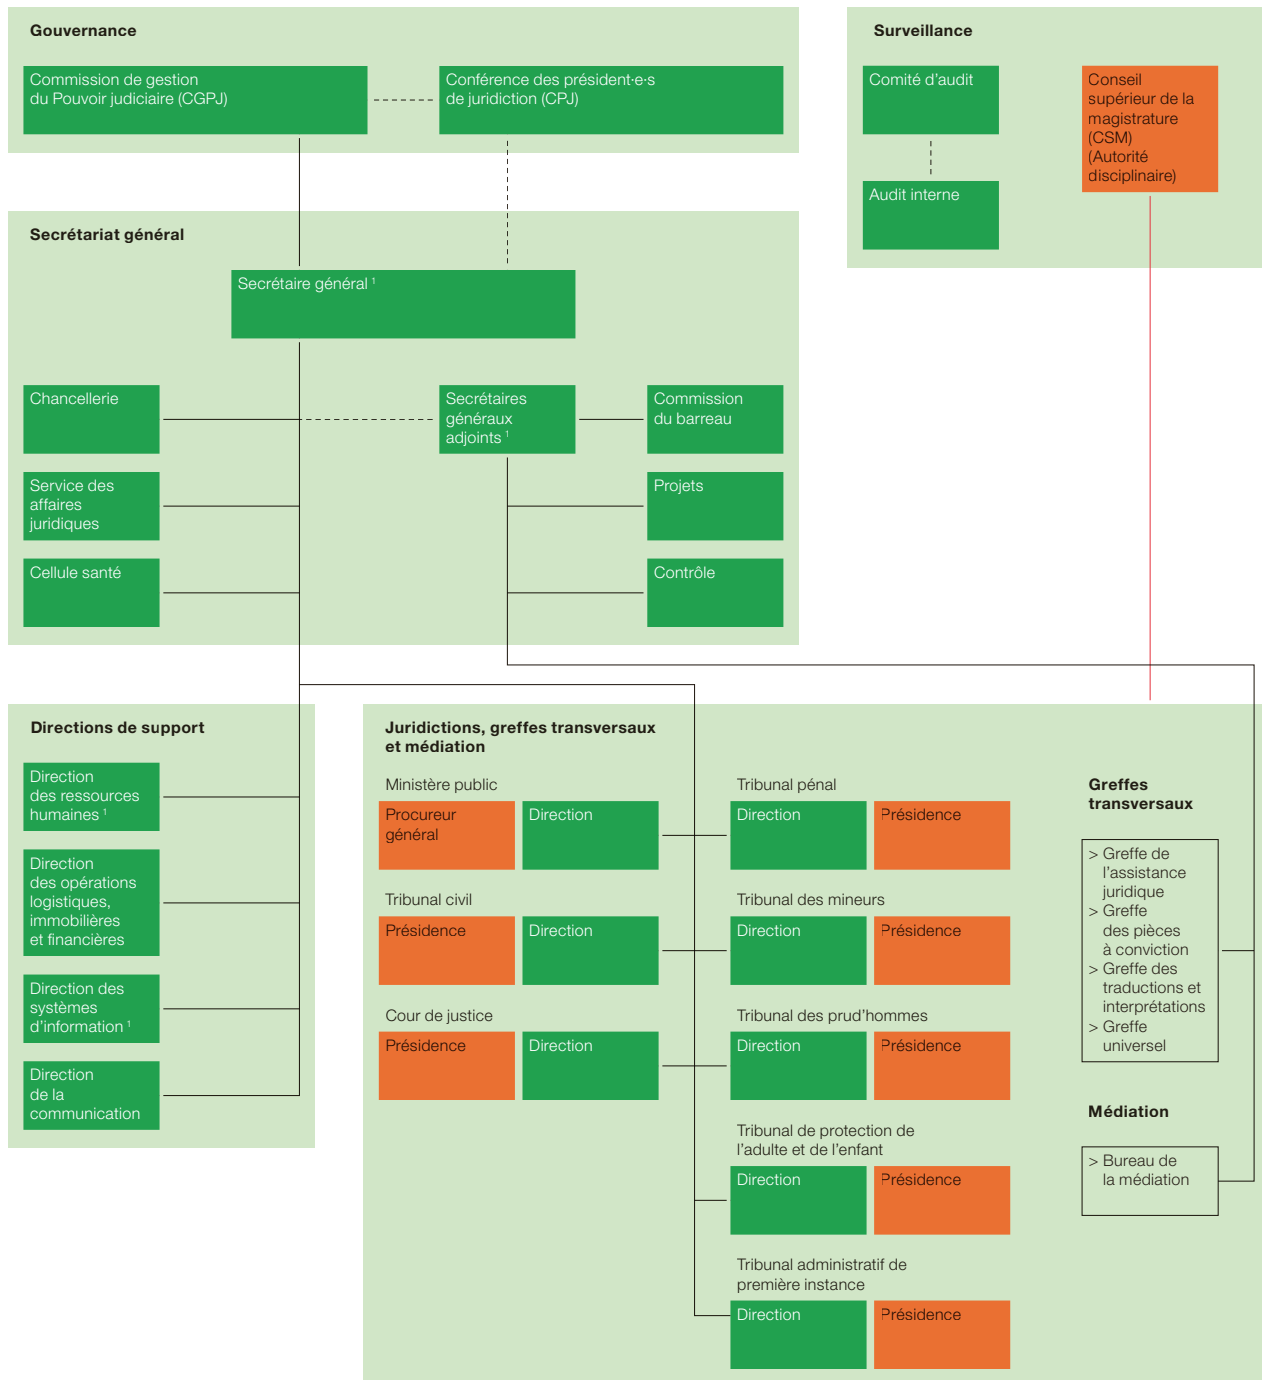 Gouvernance
Commission de gestion
du Pouvoir judiciaire (CGPJ)
Conférence des président·e·s
de juridiction (CPJ)
Surveillance
Comité d'audit
Audit interne
Conseil
supérieur de la
magistrature
(CSM)
(Autorité
disciplinaire)
Secrétariat général
Secrétaire général ¹
Chancellerie
Secrétaires
généraux
adjoints ¹
Commission
du barreau
Service des
affaires
juridiques
Projets
Cellule santé
Contrôle
Directions de support
Direction
des ressources
humaines ¹
Direction
des opérations
logistiques,
immobilières
et financières
Direction des
systèmes
d'information ¹
Direction
de la
communication
Juridictions, greffes transversaux
et médiation
Ministère public
Procureur
général
Direction
Tribunal pénal
Direction
Présidence
Tribunal civil
Présidence
Direction
Tribunal des mineurs
Direction
Présidence
Cour de justice
Présidence
Direction
Tribunal des prud'hommes
Direction
Présidence
Tribunal de protection de
l'adulte et de l'enfant
Direction
Présidence
Tribunal administratif de
première instance
Direction
Présidence
Greffes
transversaux
> Greffe de
l'assistance
juridique
> Greffe
des pièces
à conviction
> Greffe des
traductions et
interprétations
> Greffe
universel
Médiation
> Bureau de
la médiation